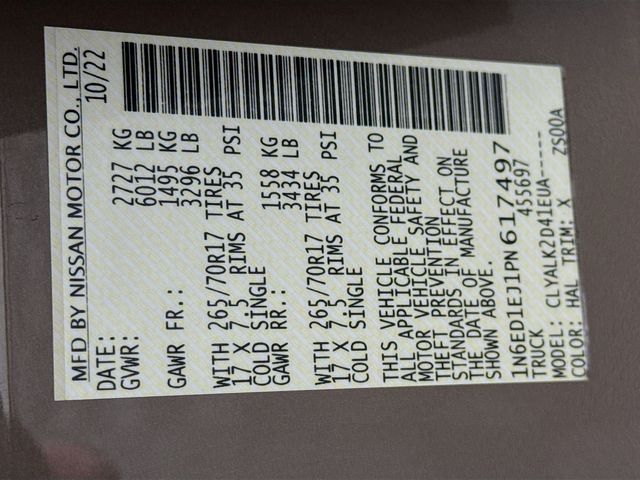 MFD BY NISSAN MOTOR CO., LTD.
DATE: 10/22
GVWR: 2727 KG
6012 LB
GAWR FR.: 1495 KG
3296 LB
WITH 265/70R17 TIRES
17 X 7.5 RIMS AT 35 PSI
COLD SINGLE
GAWR RR.: 1558 KG
3434 LB
WITH 265/70R17 TIRES
17 X 7.5 RIMS AT 35 PSI
COLD SINGLE
THIS VEHICLE CONFORMS TO
ALL APPLICABLE FEDERAL
MOTOR VEHICLE SAFETY AND
THEFT PREVENTION
STANDARDS IN EFFECT ON
THE DATE OF MANUFACTURE
SHOWN ABOVE.
1N6ED1EJ1PN617497
TRUCK 455697
MODEL: CLYALK2D41EUA------
COLOR: HAL TRIM: X ZS00A